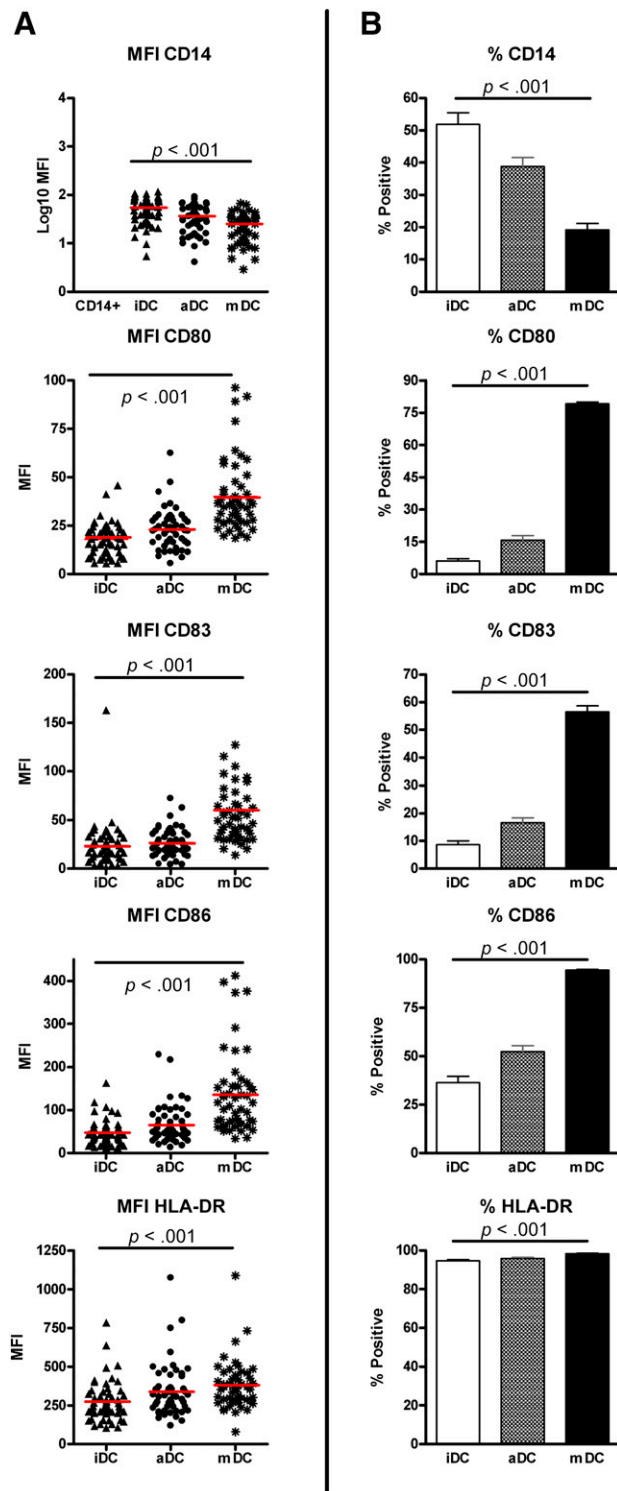 A
MFI CD14
Log10 MFI
4
3
2
1
0
p < .001
CD14+ iDC aDC mDC
MFI CD80
MFI
100
75
50
25
0
p < .001
iDC aDC mDC
MFI CD83
MFI
200
150
100
50
0
p < .001
iDC aDC mDC
MFI CD86
MFI
400
300
200
100
0
p < .001
iDC aDC mDC
MFI HLA-DR
MFI
1250
1000
750
500
250
0
p < .001
iDC aDC mDC
B
% CD14
% Positive
60
50
40
30
20
10
0
p < .001
iDC aDC mDC
% CD80
% Positive
90
75
60
45
30
15
0
p < .001
iDC aDC mDC
% CD83
% Positive
70
60
50
40
30
20
10
0
p < .001
iDC aDC mDC
% CD86
% Positive
100
75
50
25
0
p < .001
iDC aDC mDC
% HLA-DR
% Positive
100
80
60
40
20
0
p < .001
iDC aDC mDC